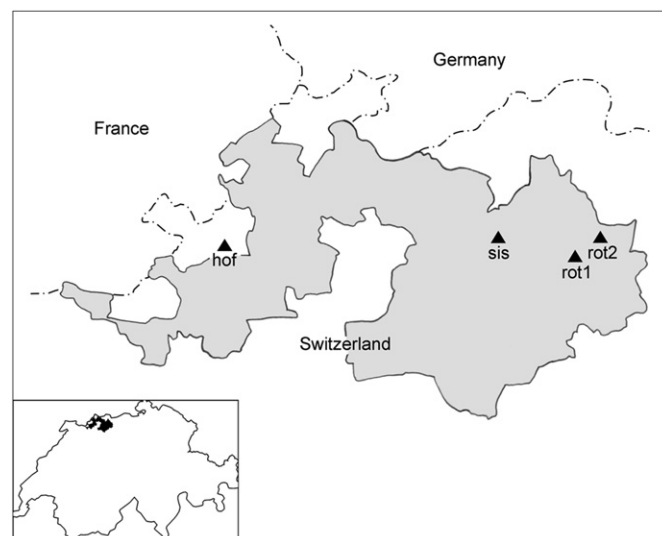 Germany
France
hof
sis
rot2
rot1
Switzerland